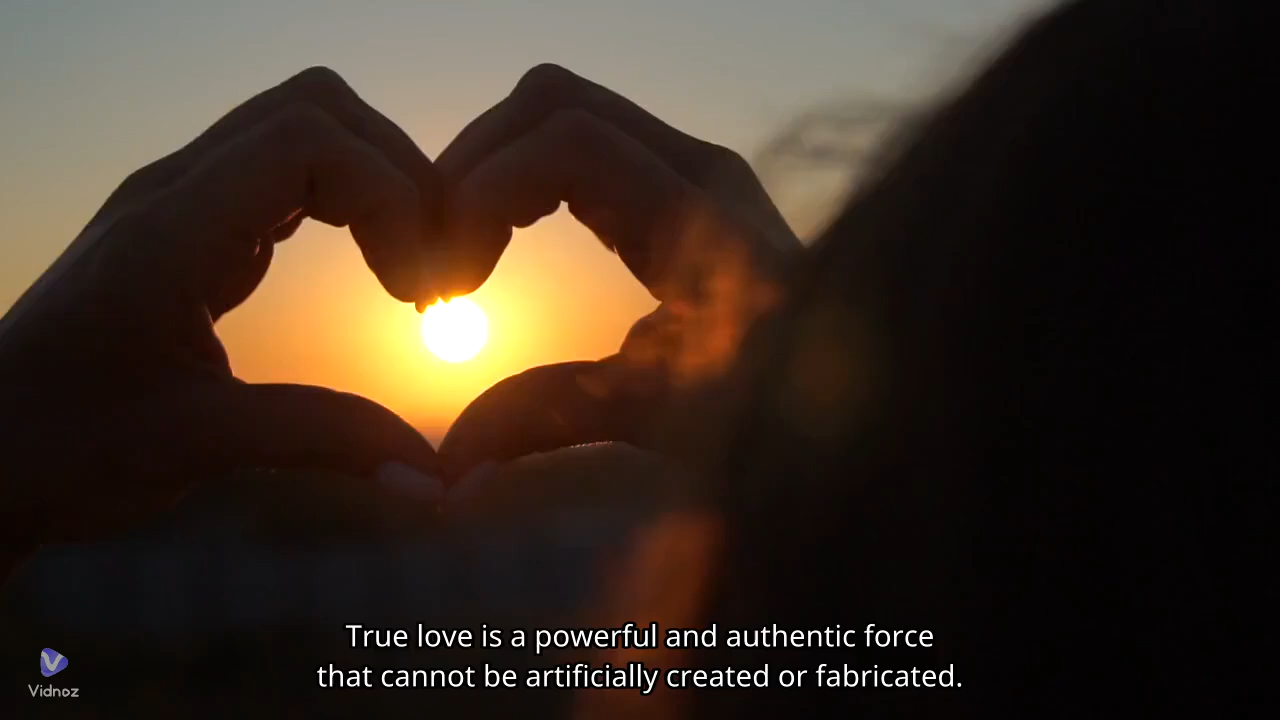 True love is a powerful and authentic force
that cannot be artificially created or fabricated.
Vidnoz